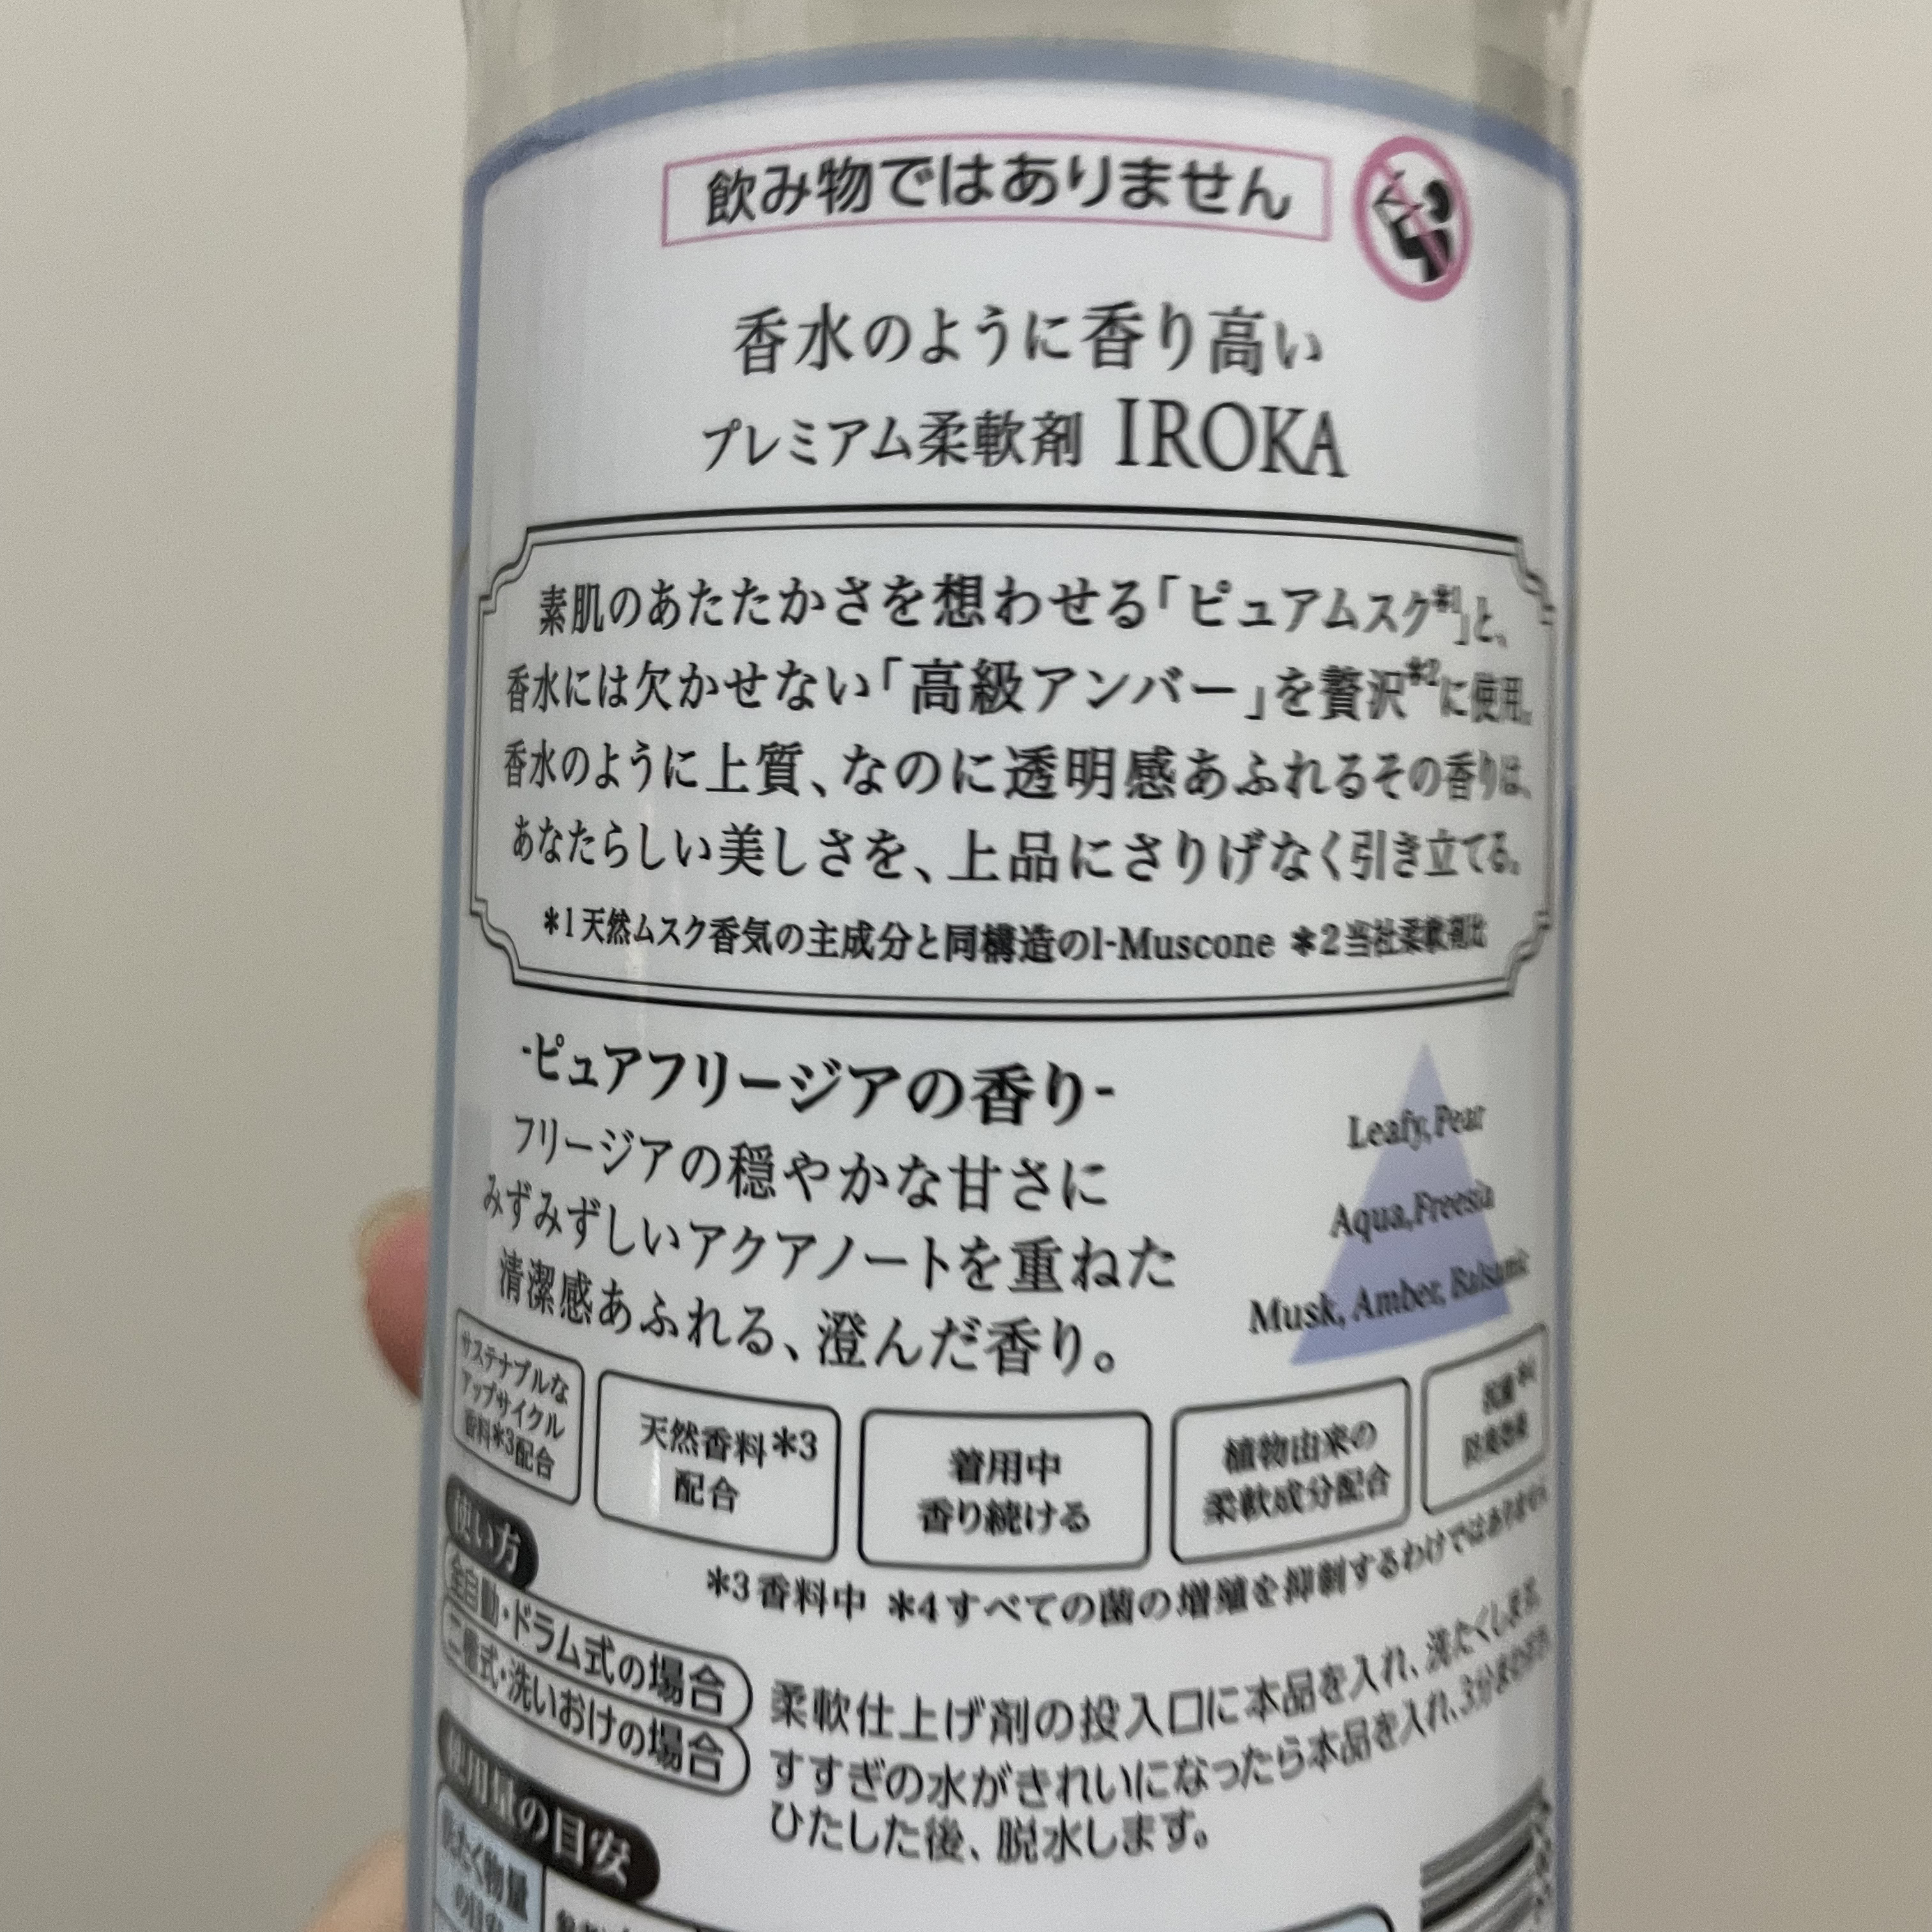 飲み物ではありません
香水のように香り高い
プレミアム柔軟剤 IROKA
素肌のあたたかさを想わせる「ピュアムスク*1」と、
香水には欠かせない「高級アンバー」を贅沢*2に使用。
香水のように上質、なのに透明感あふれるその香りは、
あなたらしい美しさを、上品にさりげなく引き立てる。
*1天然ムスク香気の主成分と同構造のl-Muscone *2当社柔軟剤比
-ピュアフリージアの香り-
フリージアの穏やかな甘さに
みずみずしいアクアノートを重ねた
清潔感あふれる、澄んだ香り。
Leafy, Pear
Aqua, Freesia
Musk, Amber, Balsamic
サステナブルな
アップサイクル
香料*3配合
天然香料*3
配合
着用中
香り続ける
植物由来の
柔軟成分配合
抗菌*4
防臭効果
*3香料中 *4すべての菌の増殖を抑制するわけではありません
使い方
全自動・ドラム式の場合
柔軟仕上げ剤の投入口に本品を入れ、洗たくします。
二槽式・洗いおけの場合
すすぎの水がきれいになったら本品を入れ、3分
ひたした後、脱水します。
使用量の目安
洗たく物量
の目安